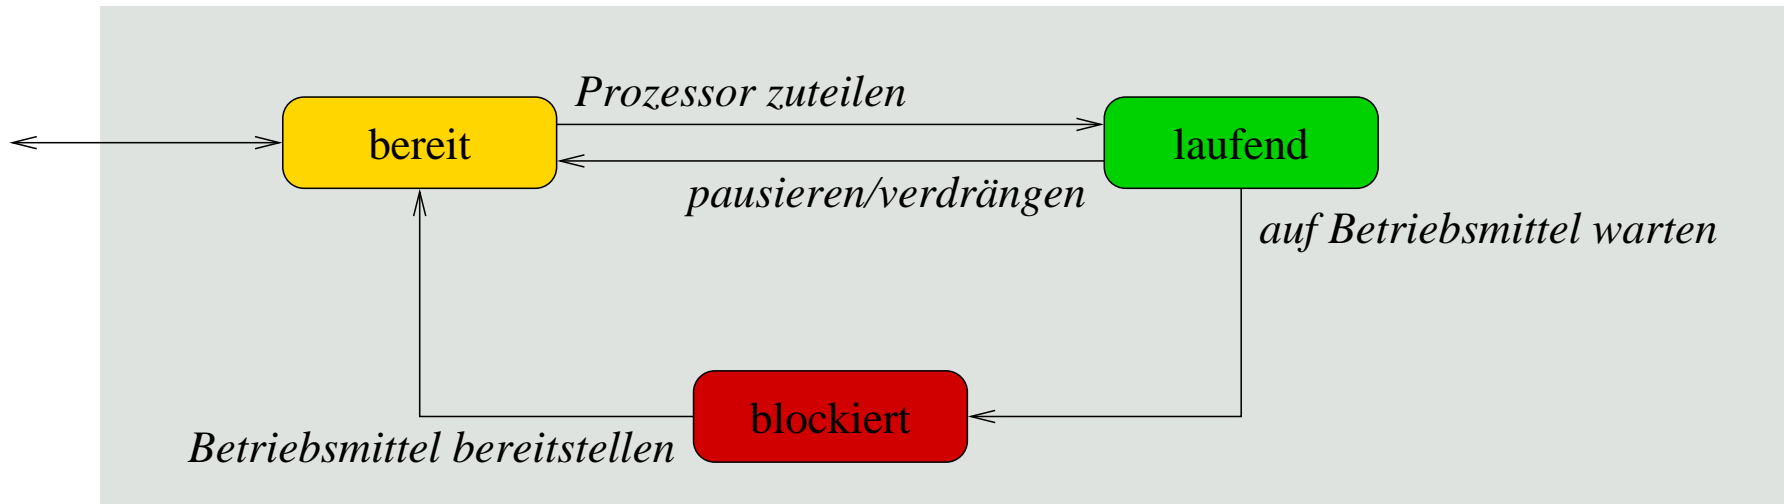 Prozessor zuteilen
bereit
laufend
pausieren/verdrängen
auf Betriebsmittel warten
blockiert
Betriebsmittel bereitstellen